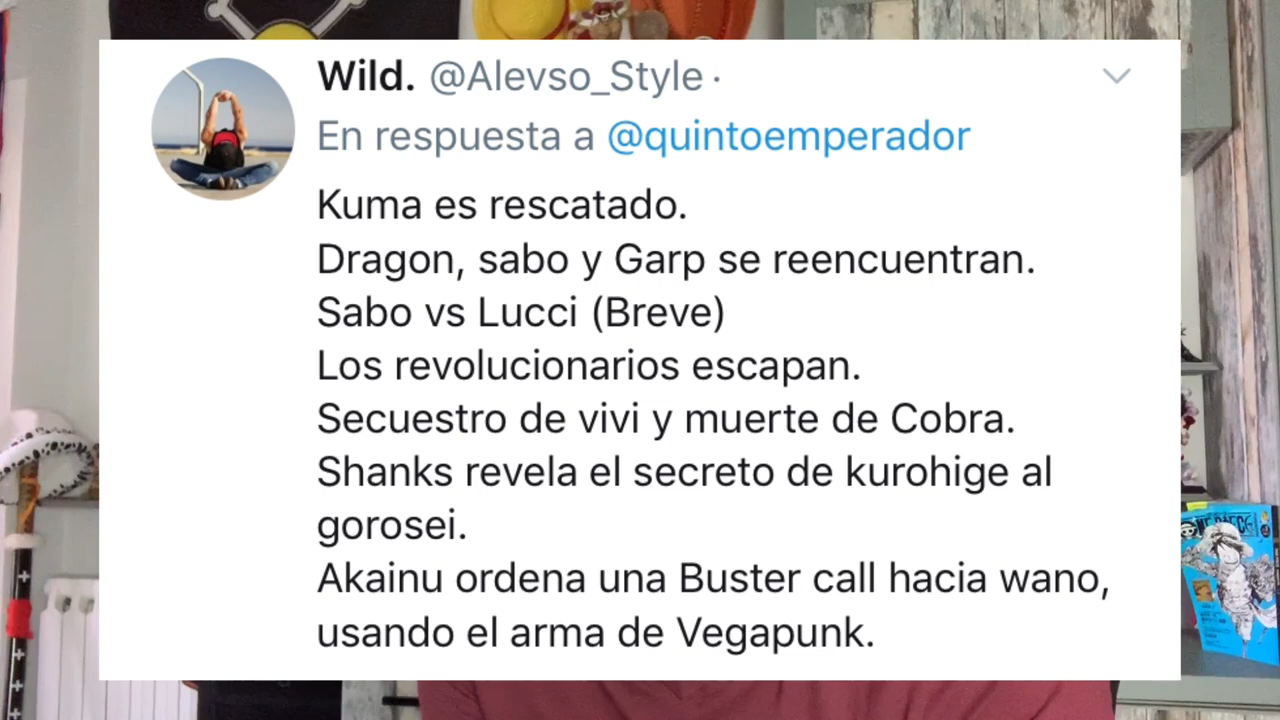 Wild. @Alevso_Style ·
En respuesta a @quintoemperador
Kuma es rescatado.
Dragon, sabo y Garp se reencuentran.
Sabo vs Lucci (Breve)
Los revolucionarios escapan.
Secuestro de vivi y muerte de Cobra.
Shanks revela el secreto de kurohige al
gorosei.
Akainu ordena una Buster call hacia wano,
usando el arma de Vegapunk.
ONE PIECE